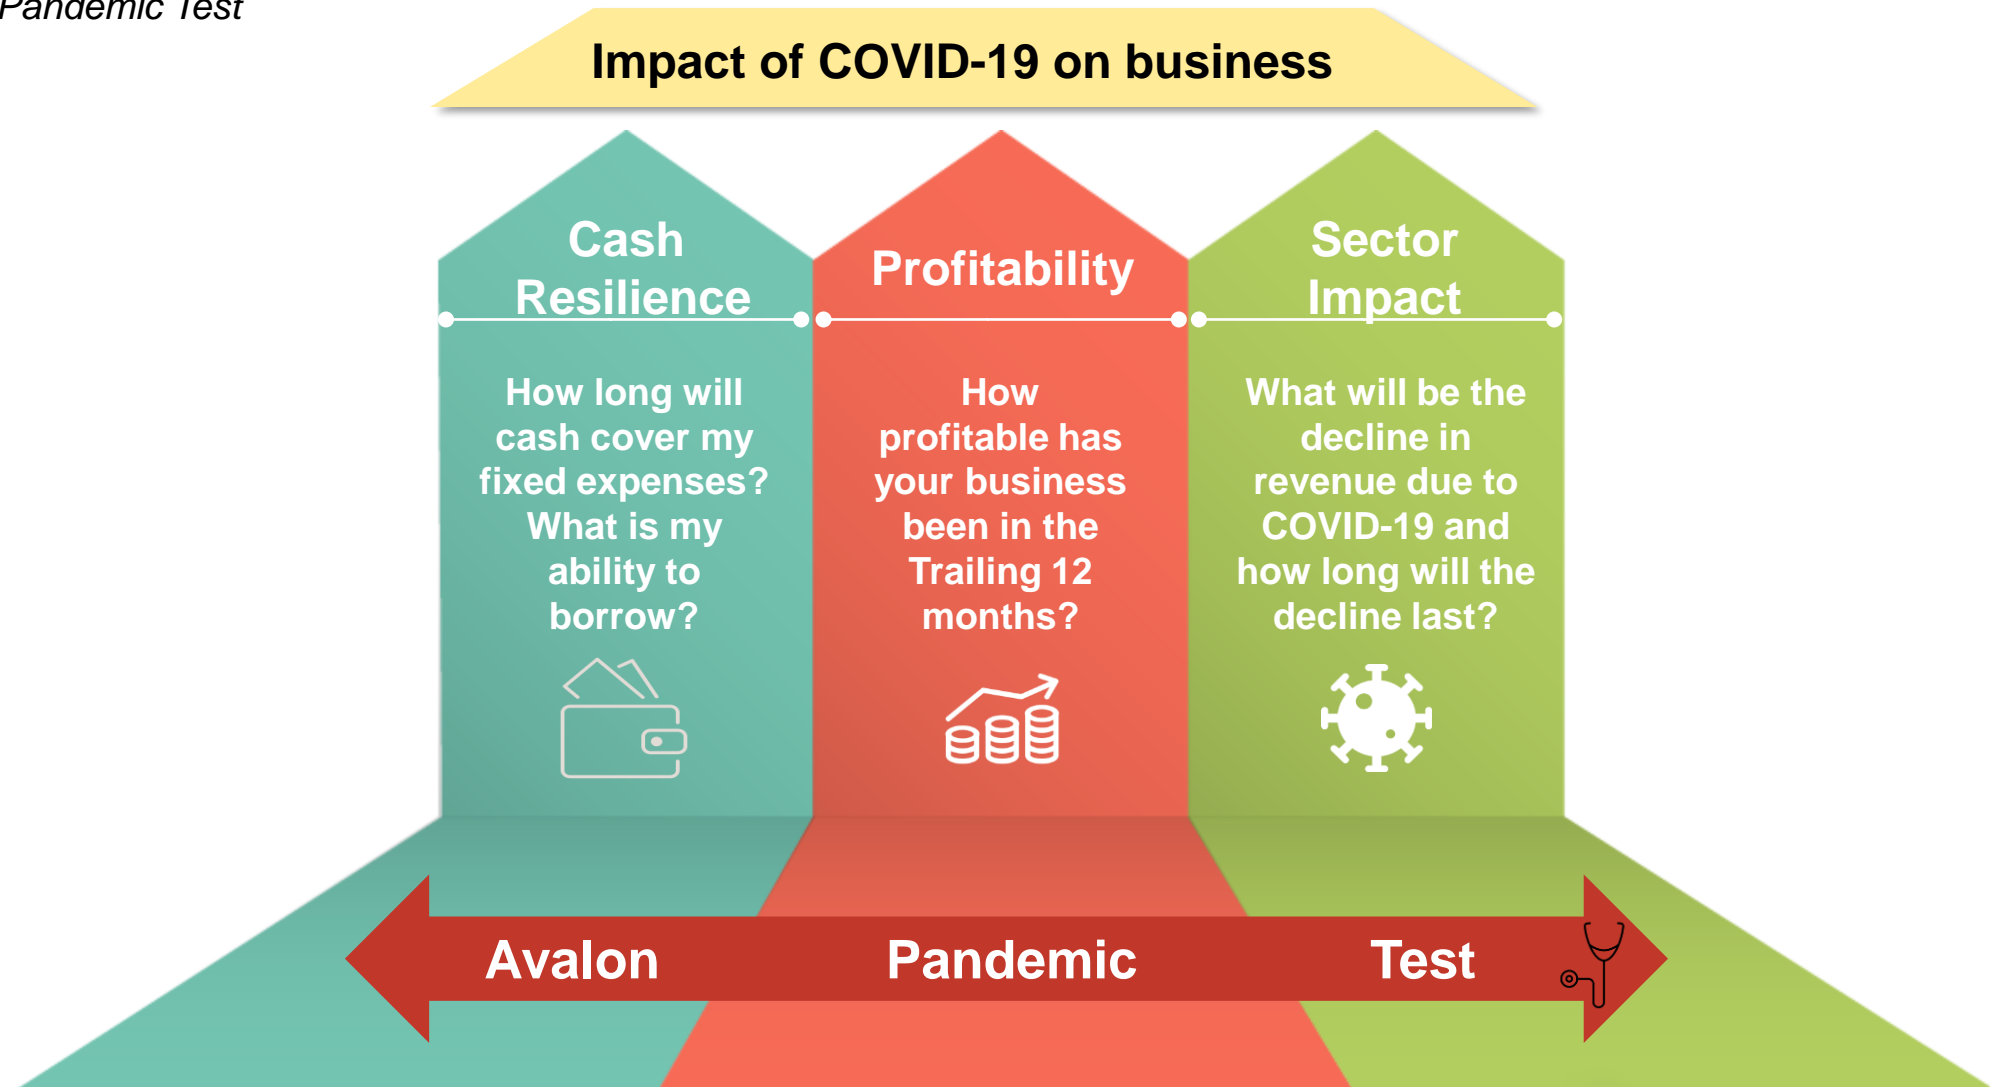 Pandemic Test
Impact of COVID-19 on business
Cash
Resilience
How long will
cash cover my
fixed expenses?
What is my
ability to
borrow?
Profitability
How
profitable has
your business
been in the
Trailing 12
months?
Sector
Impact
What will be the
decline in
revenue due to
COVID-19 and
how long will the
decline last?
Avalon Pandemic Test